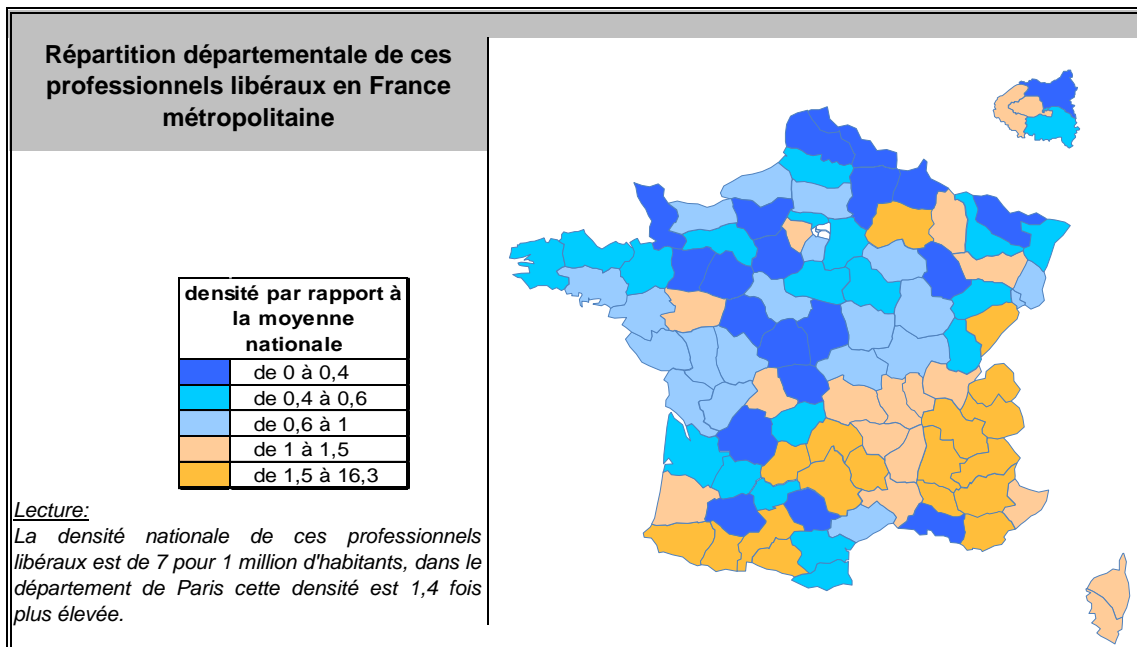 Répartition départementale de ces
professionnels libéraux en France
métropolitaine
densité par rapport à
la moyenne
nationale
de 0 à 0,4
de 0,4 à 0,6
de 0,6 à 1
de 1 à 1,5
de 1,5 à 16,3
Lecture:
La densité nationale de ces professionnels
libéraux est de 7 pour 1 million d'habitants, dans le
département de Paris cette densité est 1,4 fois
plus élevée.